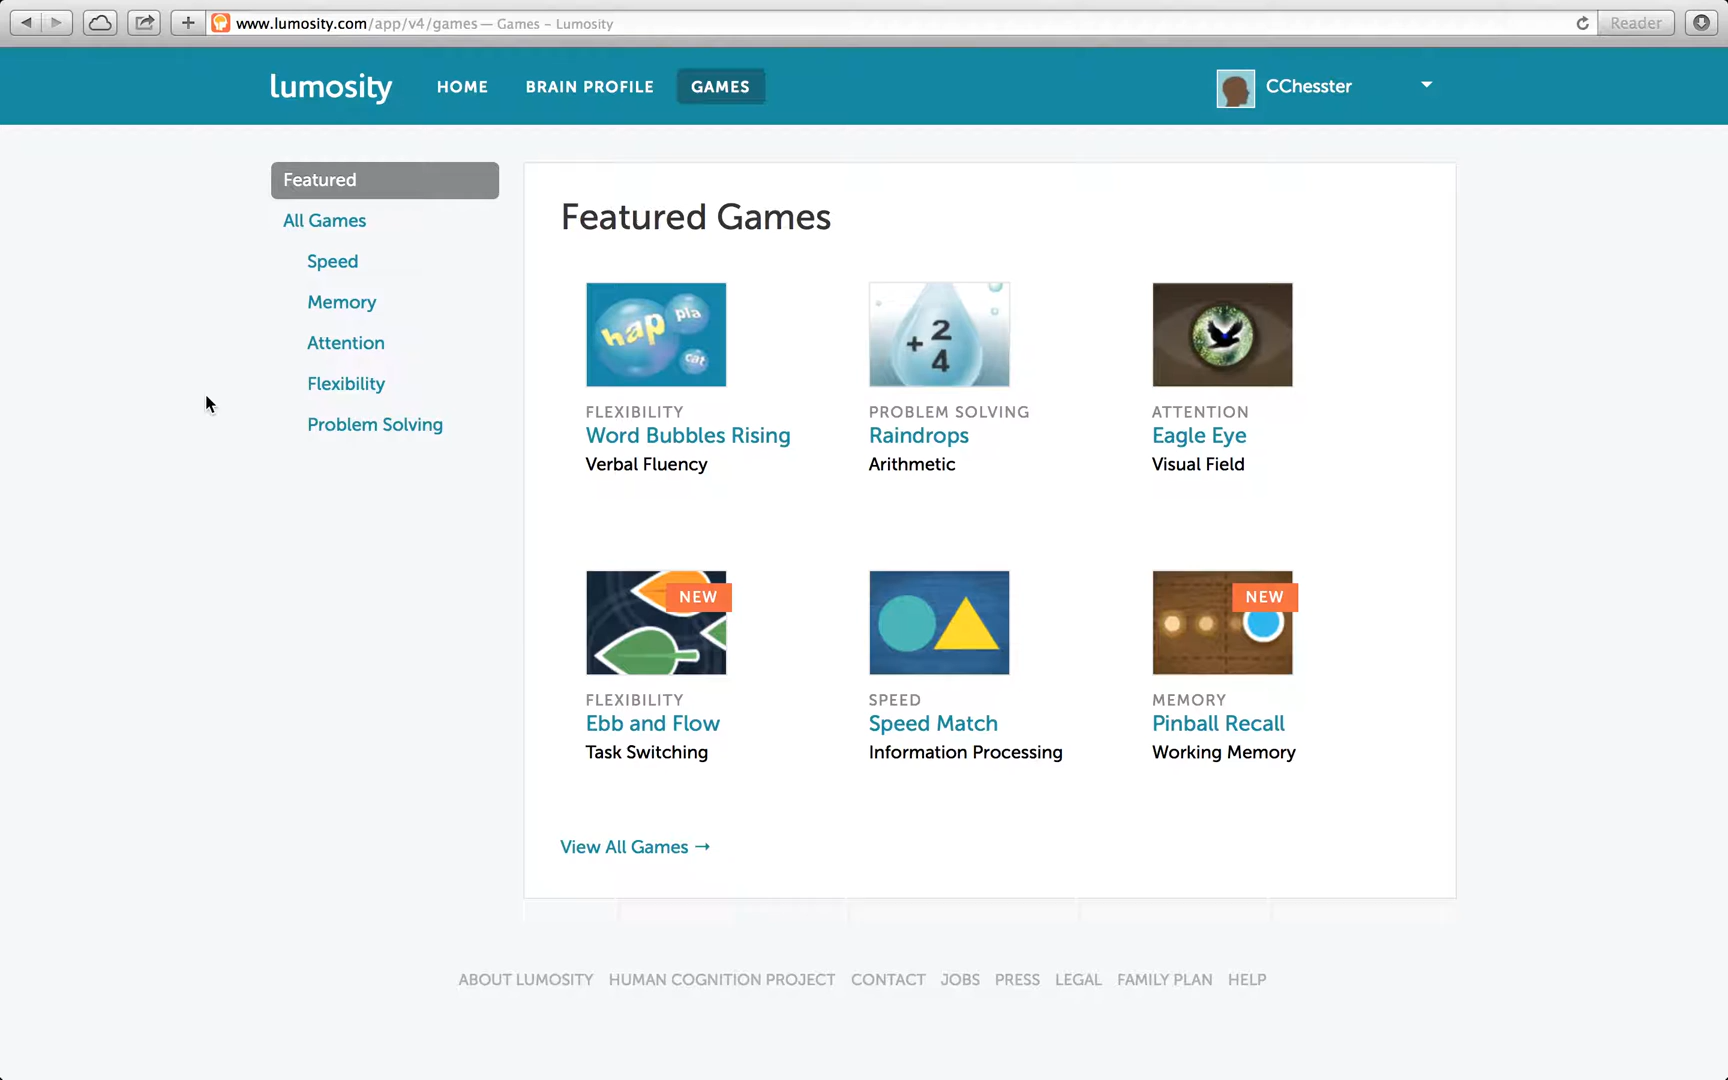 www.lumosity.com/app/v4/games — Games – Lumosity
Reader
lumosity
HOME
BRAIN PROFILE
GAMES
CChesster
Featured
All Games
Speed
Memory
Attention
Flexibility
Problem Solving
Featured Games
hap
pla
cat
FLEXIBILITY
Word Bubbles Rising
Verbal Fluency
2
+ 4
PROBLEM SOLVING
Raindrops
Arithmetic
ATTENTION
Eagle Eye
Visual Field
NEW
FLEXIBILITY
Ebb and Flow
Task Switching
SPEED
Speed Match
Information Processing
NEW
MEMORY
Pinball Recall
Working Memory
View All Games →
ABOUT LUMOSITY HUMAN COGNITION PROJECT CONTACT JOBS PRESS LEGAL FAMILY PLAN HELP